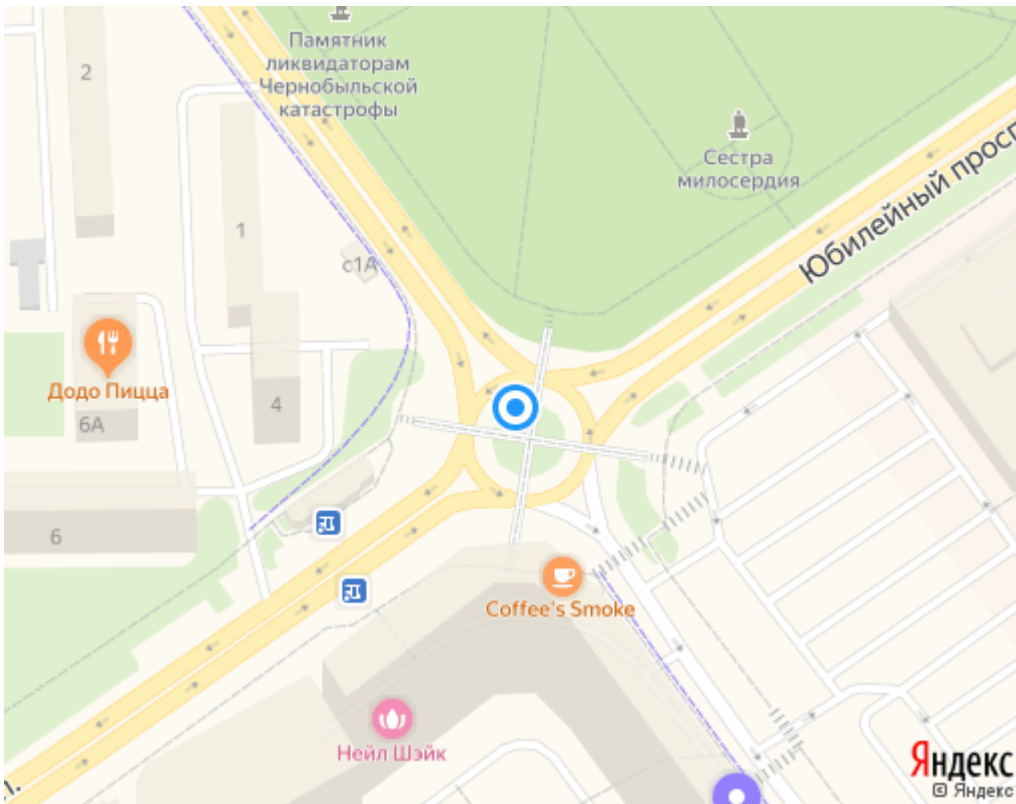 Памятник
ликвидаторам
Чернобыльской
катастрофы
2
Сестра
милосердия
Юбилейный просп
1
с1А
Додо Пицца
4
6А
6
Coffee's Smoke
Нейл Шэйк
Яндекс
© Яндекс